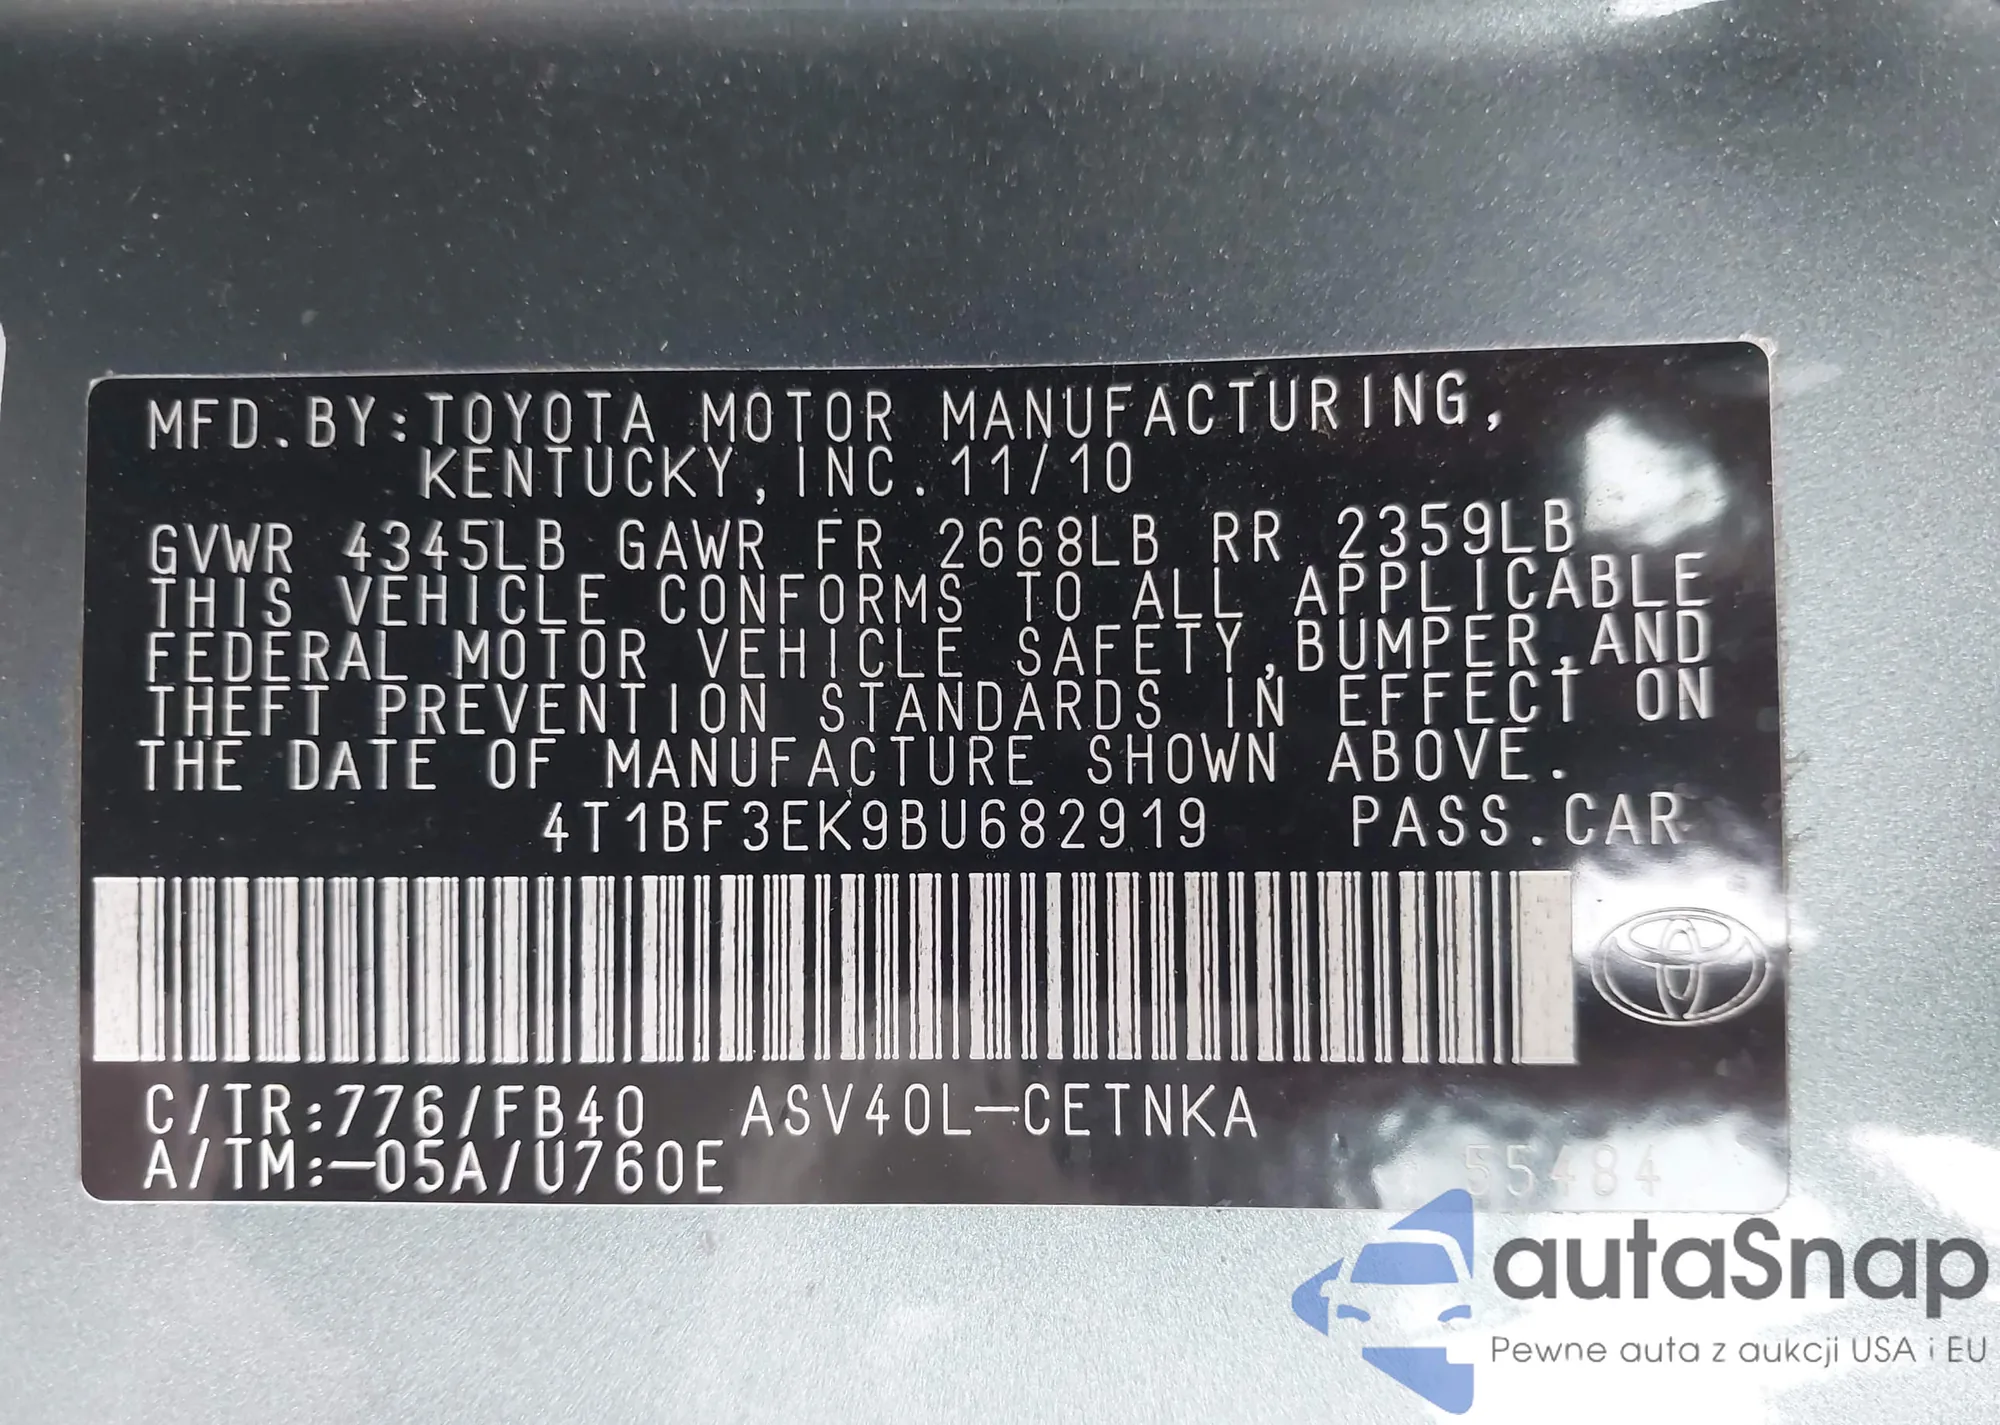 MFD.BY:TOYOTA MOTOR MANUFACTURING,
KENTUCKY,INC.11/10
GVWR 4345LB GAWR FR 2668LB RR 2359LB
THIS VEHICLE CONFORMS TO ALL APPLICABLE
FEDERAL MOTOR VEHICLE SAFETY,BUMPER,AND
THEFT PREVENTION STANDARDS IN EFFECT ON
THE DATE OF MANUFACTURE SHOWN ABOVE.
4T1BF3EK9BU682919 PASS.CAR
C/TR:776/FB40 ASV40L-CETNKA
A/TM:-05A/U760E
55484
autaSnap
Pewne auta z aukcji USA i EU